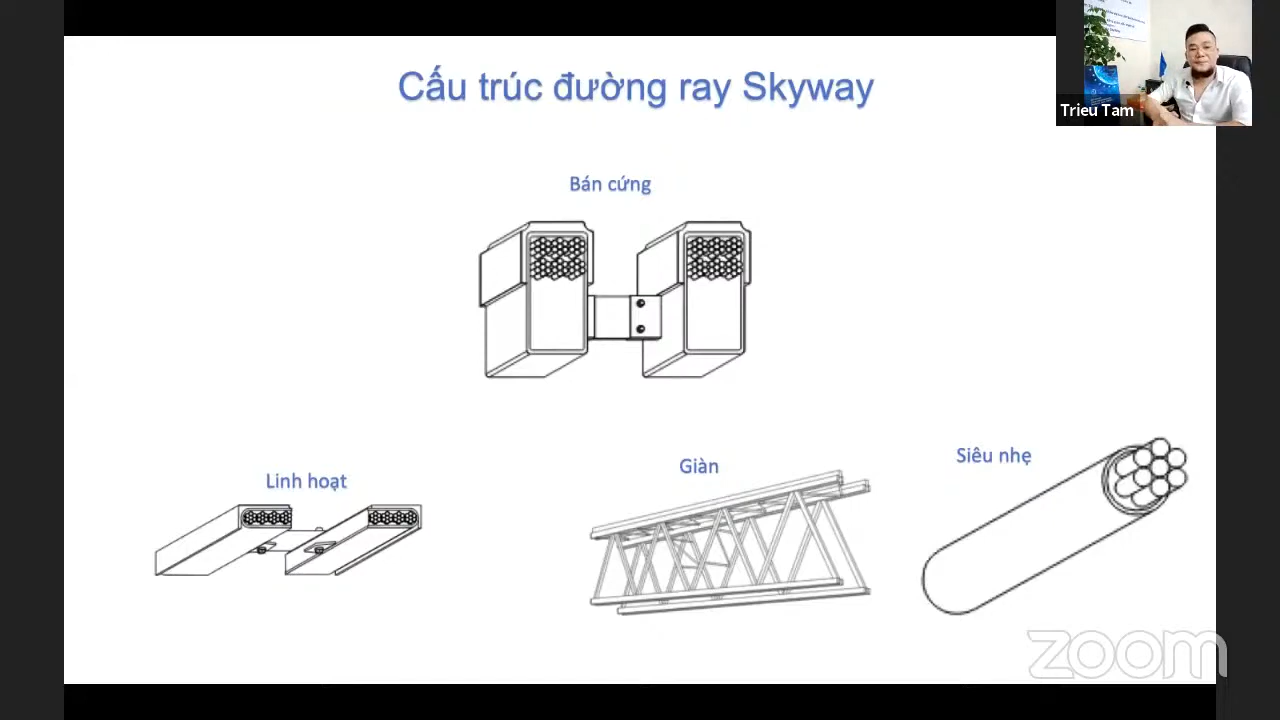 Cấu trúc đường ray Skyway
Trieu Tam
Bán cứng
Siêu nhẹ
Giàn
Linh hoạt
zoom